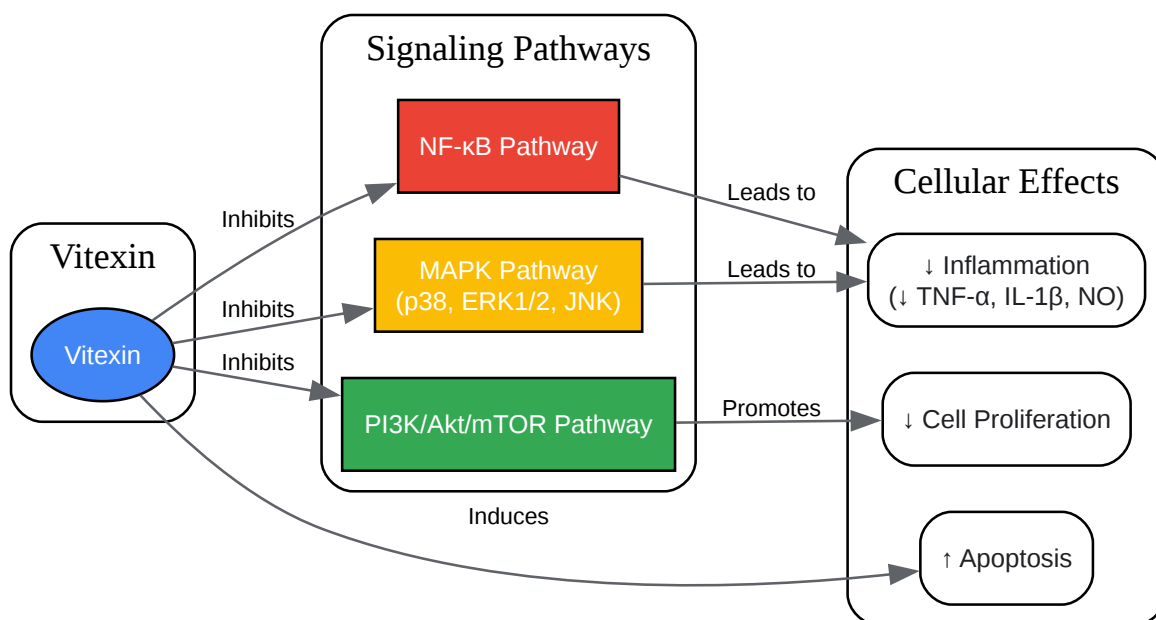 Signaling Pathways
NF-κB Pathway
Leads to
Cellular Effects
Inhibits
Vitexin
MAPK Pathway
(p38, ERK1/2, JNK)
Leads to
↓ Inflammation
(↓ TNF-α, IL-1β, NO)
Inhibits
Vitexin
Inhibits
PI3K/Akt/mTOR Pathway
Promotes
↓ Cell Proliferation
Induces
↑ Apoptosis